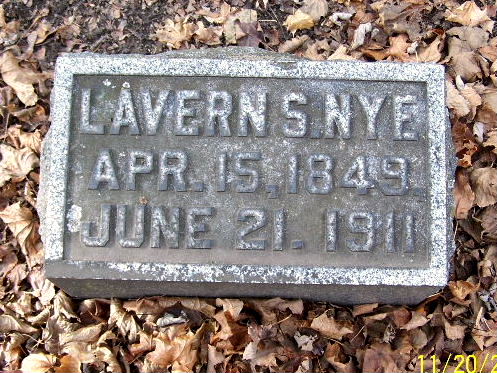 LAVERN S. NYE
APR. 15, 1849.
JUNE 21. 1911
11/20/2